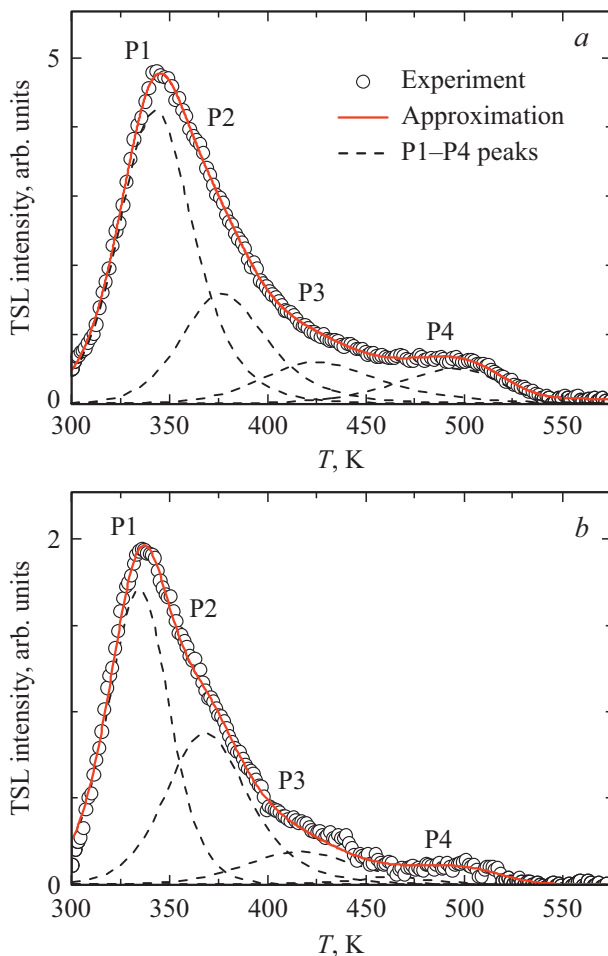 a
5
P1
Experiment
Approximation
P2
P1–P4 peaks
P3
P4
0
300 350 400 450 500 550
T, K
TSL intensity, arb. units
b
P1
2
P2
P3
P4
0
300 350 400 450 500 550
T, K
TSL intensity, arb. units